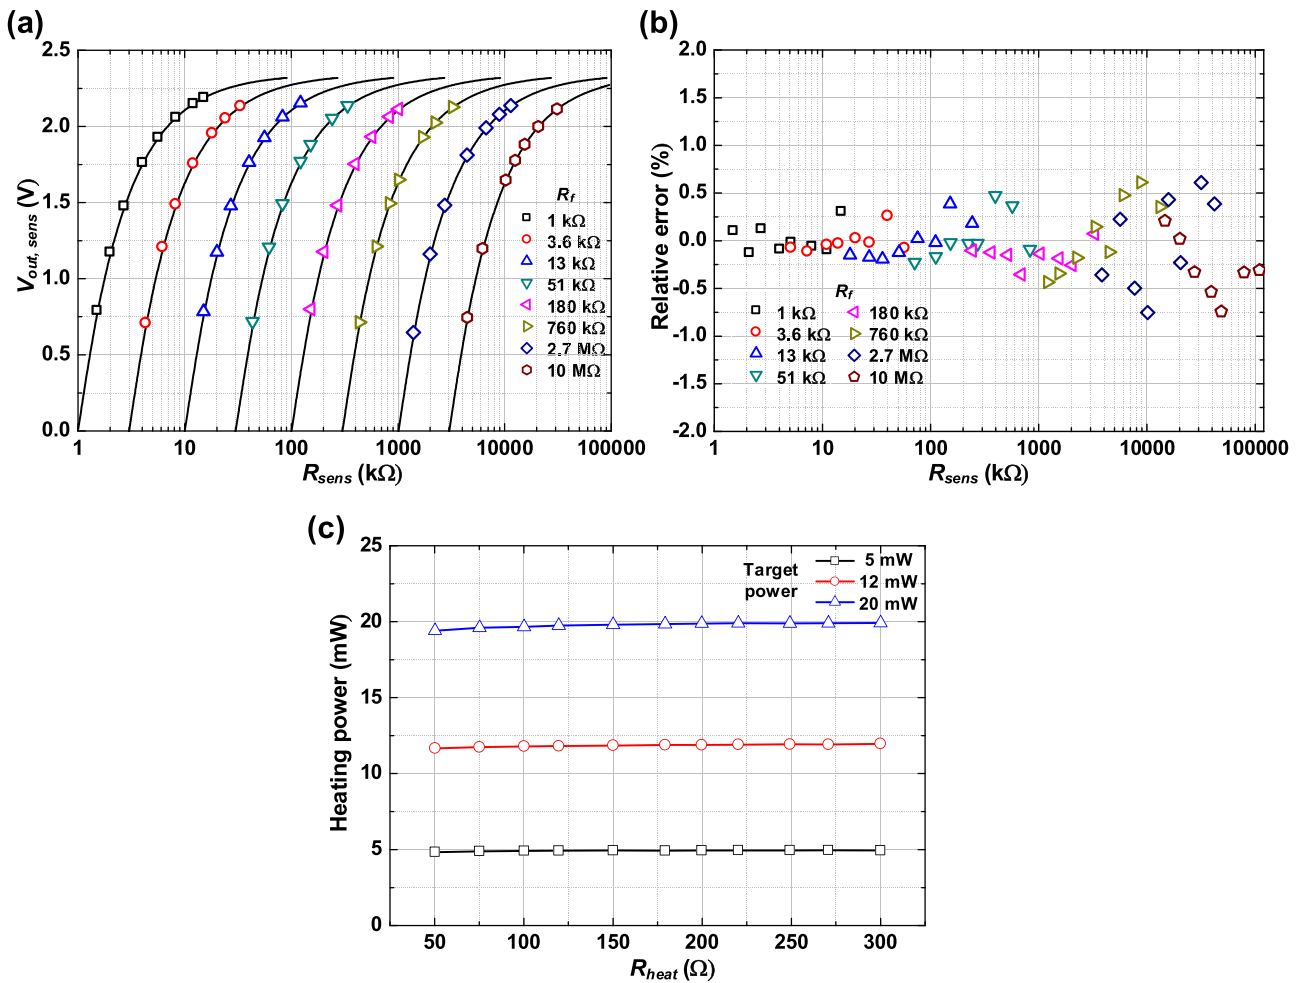 (a)
2.5
2.0
1.5
1.0
0.5
0.0
V_out, sens (V)
R_f
1 kΩ
3.6 kΩ
13 kΩ
51 kΩ
180 kΩ
760 kΩ
2.7 MΩ
10 MΩ
1 10 100 1000 10000 100000
R_sens (kΩ)
(b)
2.0
1.5
1.0
0.5
0.0
-0.5
-1.0
-1.5
-2.0
Relative error (%)
R_f
1 kΩ 180 kΩ
3.6 kΩ 760 kΩ
13 kΩ 2.7 MΩ
51 kΩ 10 MΩ
1 10 100 1000 10000 100000
R_sens (kΩ)
(c)
25
20
15
10
5
0
Heating power (mW)
Target
power
5 mW
12 mW
20 mW
50 100 150 200 250 300
R_heat (Ω)